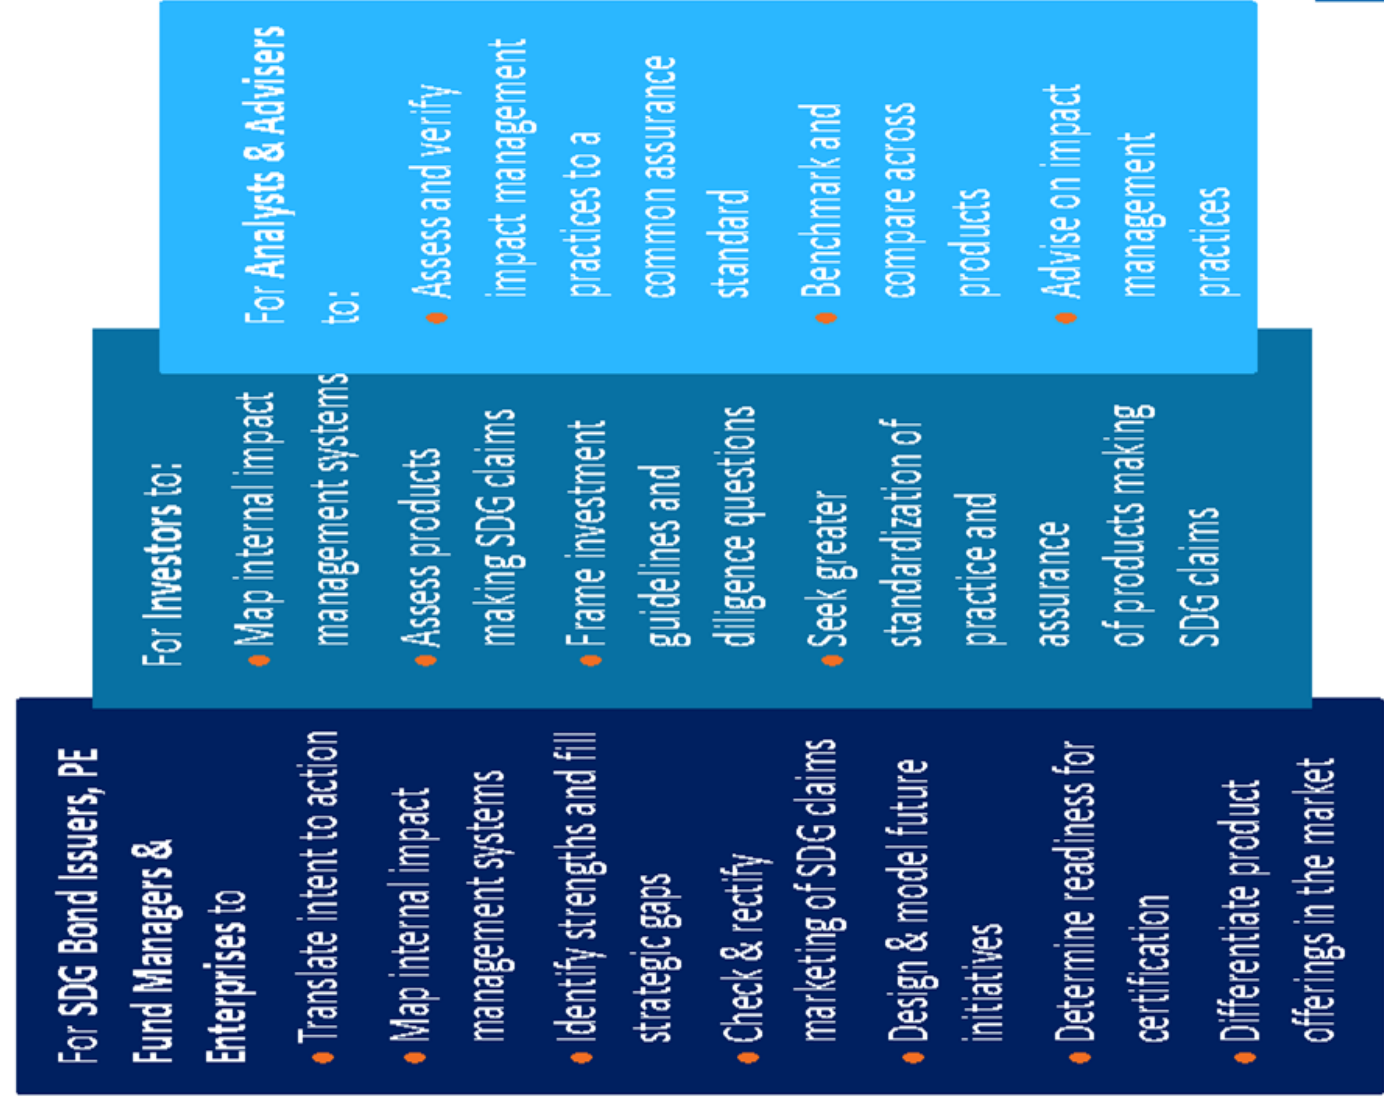 For SDG Bond Issuers, PE
Fund Managers &
Enterprises to
Translate intent to action
Map internal impact
management systems
Identify strengths and fill
strategic gaps
Check & rectify
marketing of SDG claims
Design & model future
initiatives
Determine readiness for
certification
Differentiate product
offerings in the market
For Investors to:
Map internal impact
management systems
Assess products
making SDG claims
Frame investment
guidelines and
diligence questions
Seek greater
standardization of
practice and
assurance
of products making
SDG claims
For Analysts & Advisers
to:
Assess and verify
impact management
practices to a
common assurance
standard
Benchmark and
compare across
products
Advise on impact
management
practices